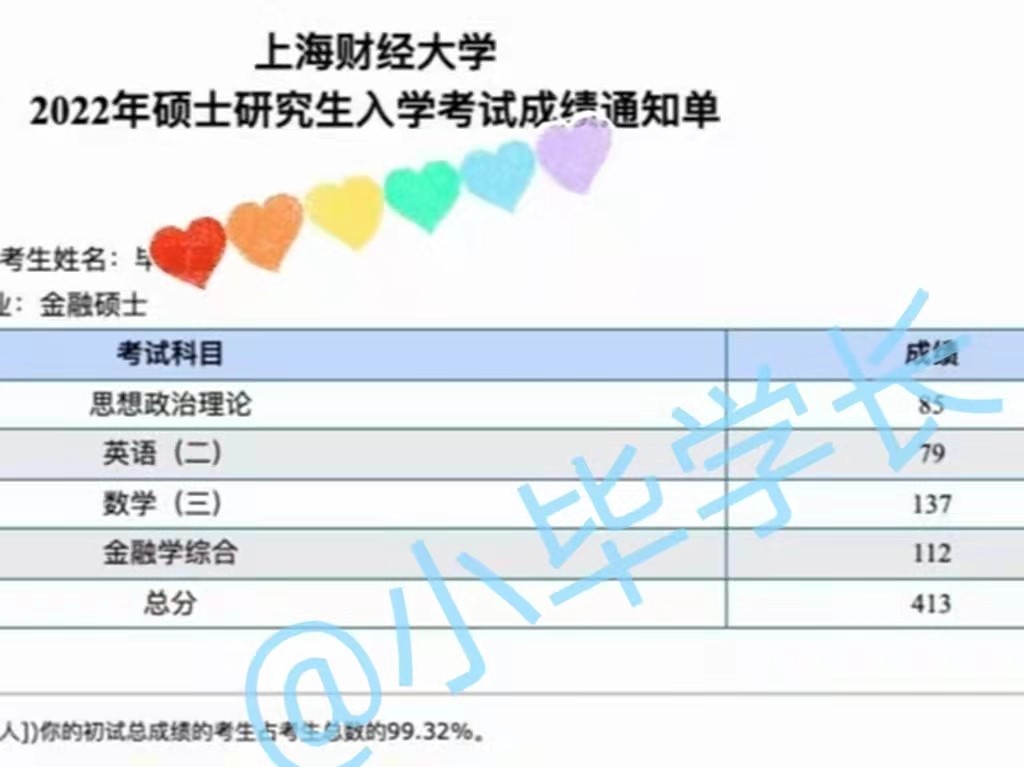 上海财经大学
2022年硕士研究生入学考试成绩通知单
考生姓名：毕
业：金融硕士
考试科目 成绩
思想政治理论 85
英语（二） 79
数学（三） 137
金融学综合 112
总分 413
人])你的初试总成绩的考生占考生总数的99.32%。
@小毕学长